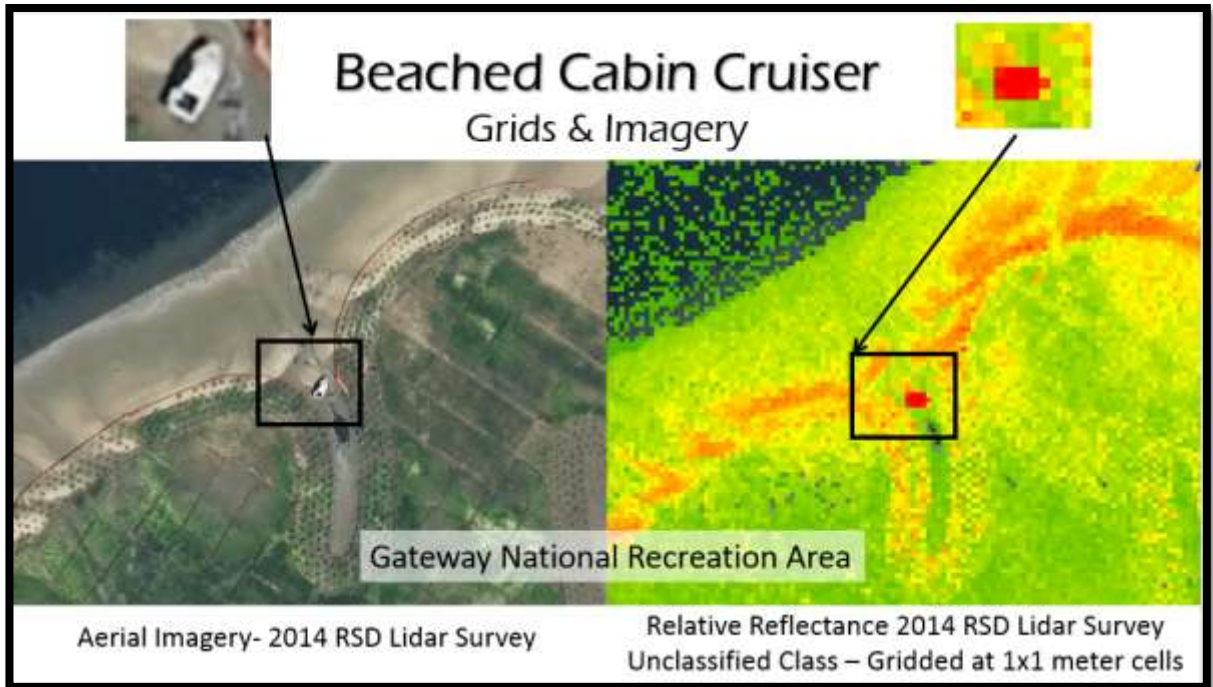 Beached Cabin Cruiser
Grids & Imagery
Gateway National Recreation Area
Aerial Imagery- 2014 RSD Lidar Survey
Relative Reflectance 2014 RSD Lidar Survey
Unclassified Class – Gridded at 1x1 meter cells